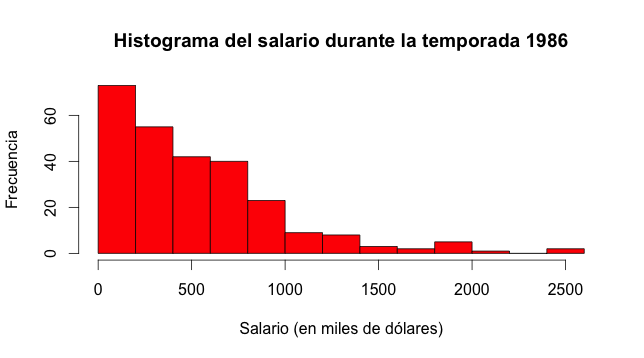 Histograma del salario durante la temporada 1986
Frecuencia
60
40
20
0
0 500 1000 1500 2000 2500
Salario (en miles de dólares)